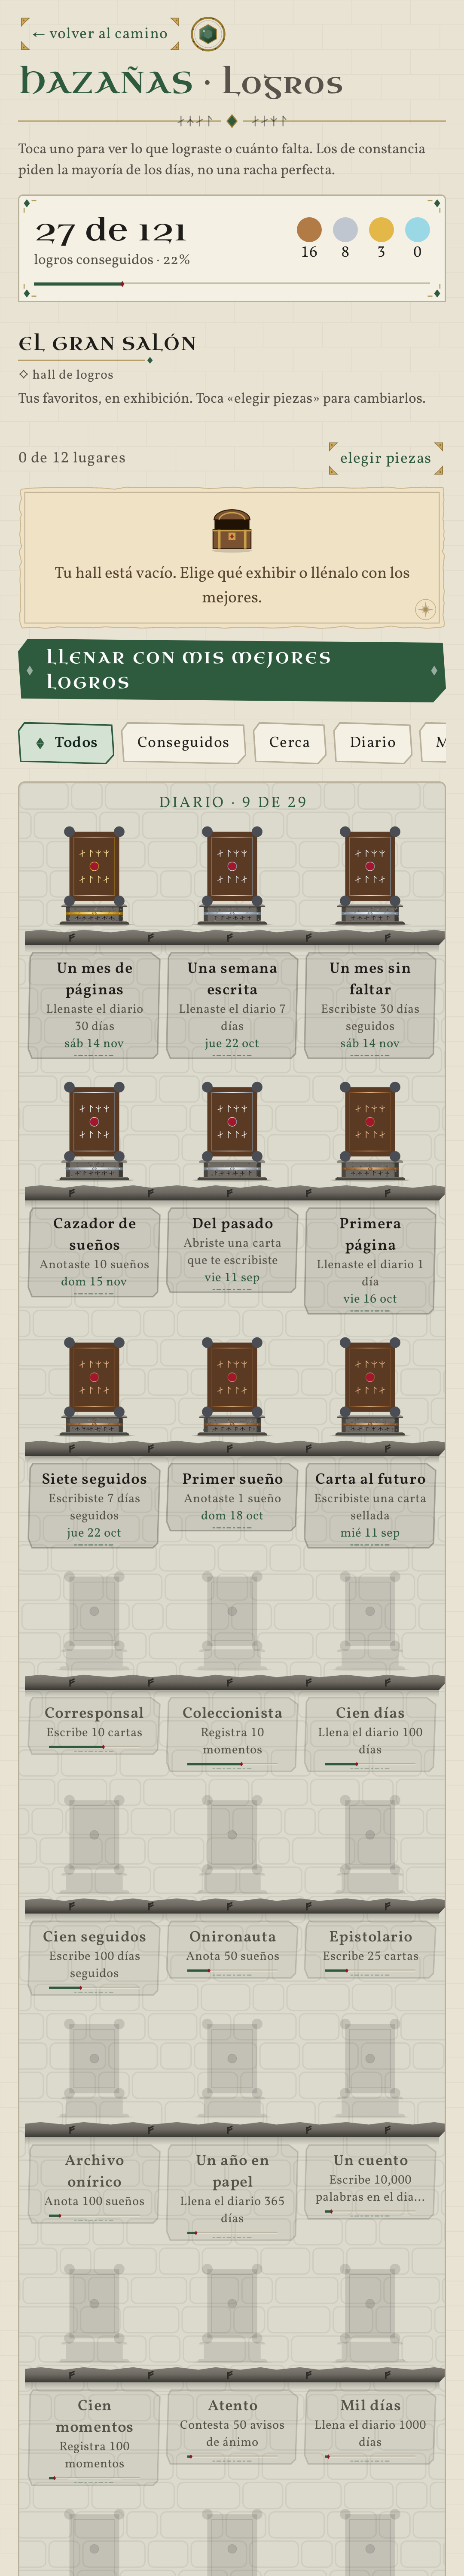 ← volver al camino
Hazañas · Logros
Toca uno para ver lo que lograste o cuánto falta. Los de constancia
piden la mayoría de los días, no una racha perfecta.
27 de 121
logros conseguidos · 22%
16 8 3 0
El Gran Salón
◇ hall de logros
Tus favoritos, en exhibición. Toca «elegir piezas» para cambiarlos.
0 de 12 lugares
elegir piezas
Tu hall está vacío. Elige qué exhibir o llénalo con los
mejores.
Llenar con mis mejores
logros
Todos Conseguidos Cerca Diario M
DIARIO · 9 DE 29
Un mes de
páginas
Llenaste el diario
30 días
sáb 14 nov
Una semana
escrita
Llenaste el diario 7
días
jue 22 oct
Un mes sin
faltar
Escribiste 30 días
seguidos
sáb 14 nov
Cazador de
sueños
Anotaste 10 sueños
dom 15 nov
Del pasado
Abriste una carta
que te escribiste
vie 11 sep
Primera
página
Llenaste el diario 1
día
vie 16 oct
Siete seguidos
Escribiste 7 días
seguidos
jue 22 oct
Primer sueño
Anotaste 1 sueño
dom 18 oct
Carta al futuro
Escribiste una carta
sellada
mié 11 sep
Corresponsal
Escribe 10 cartas
Coleccionista
Registra 10
momentos
Cien días
Llena el diario 100
días
Cien seguidos
Escribe 100 días
seguidos
Onironauta
Anota 50 sueños
Epistolario
Escribe 25 cartas
Archivo
onírico
Anota 100 sueños
Un año en
papel
Llena el diario 365
días
Un cuento
Escribe 10,000
palabras en el dia…
Cien
momentos
Registra 100
momentos
Atento
Contesta 50 avisos
de ánimo
Mil días
Llena el diario 1000
días